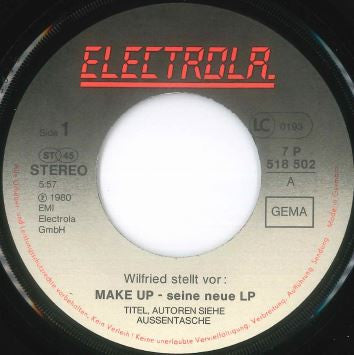 ELECTROLA.
Side 1
LC 0193
ST 45
STEREO
5:57
℗ 1980
EMI
Electrola
GmbH
7 P
518 502
A
GEMA
Wilfried stellt vor:
MAKE UP - seine neue LP
TITEL, AUTOREN SIEHE
AUSSENTASCHE
Alle Urheber- und Leistungsschutzrechte vorbehalten. Kein Verleih! Keine unerlaubte Vervielfältigung, Verbreitung, Aufführung, Sendung. Made in Germany